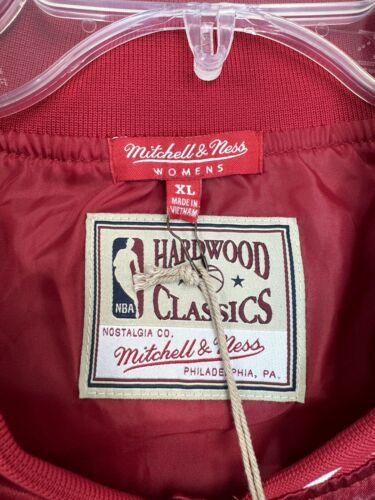 Mitchell & Ness
WOMENS
XL
MADE IN
VIETNAM
NBA
HARDWOOD
CLASSICS
NOSTALGIA CO.
Mitchell & Ness
PHILADELPHIA, PA.